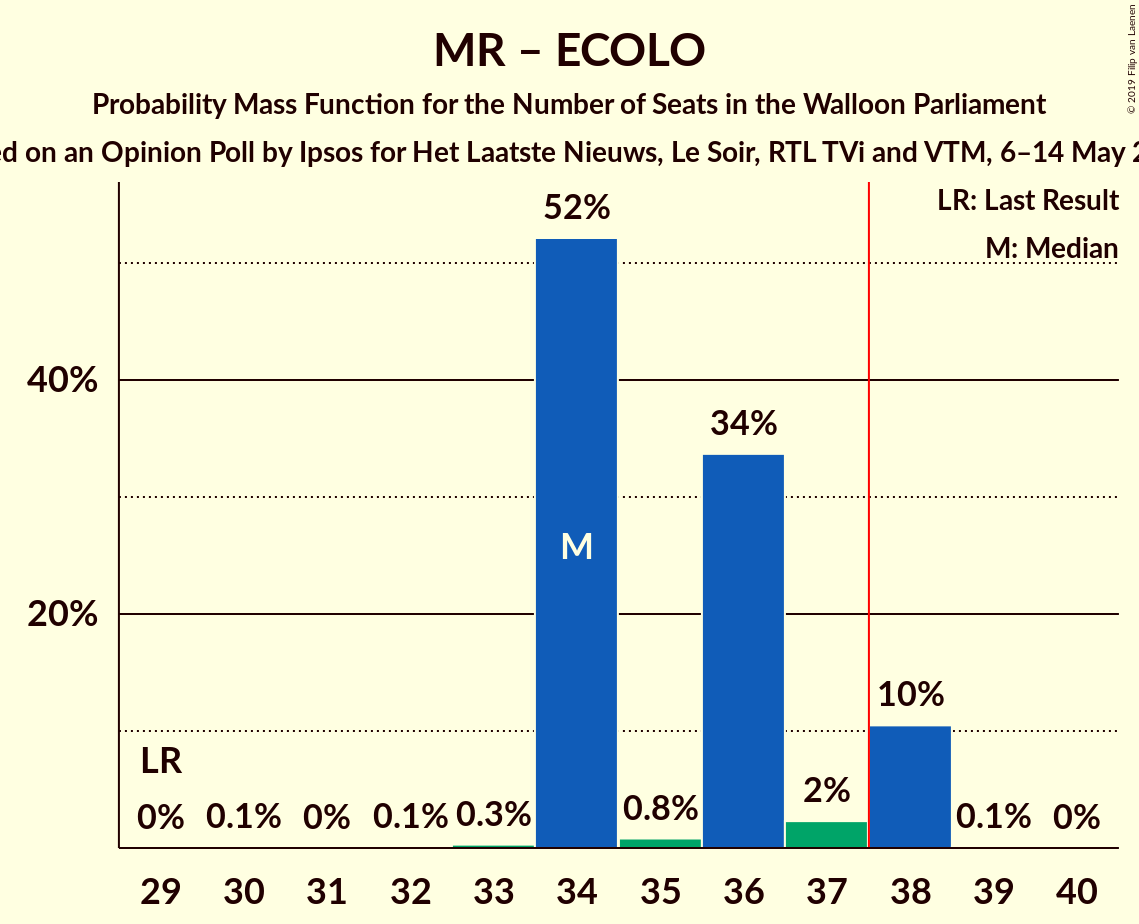 MR – ECOLO
Probability Mass Function for the Number of Seats in the Walloon Parliament
on an Opinion Poll by Ipsos for Het Laatste Nieuws, Le Soir, RTL TVi and VTM, 6–14 May
© 2019 Filip van Laenen
LR: Last Result
M: Median
52%
40%
34%
M
20%
10%
LR
0% 0.1% 0% 0.1% 0.3% 0.8% 2% 0.1% 0%
29 30 31 32 33 34 35 36 37 38 39 40